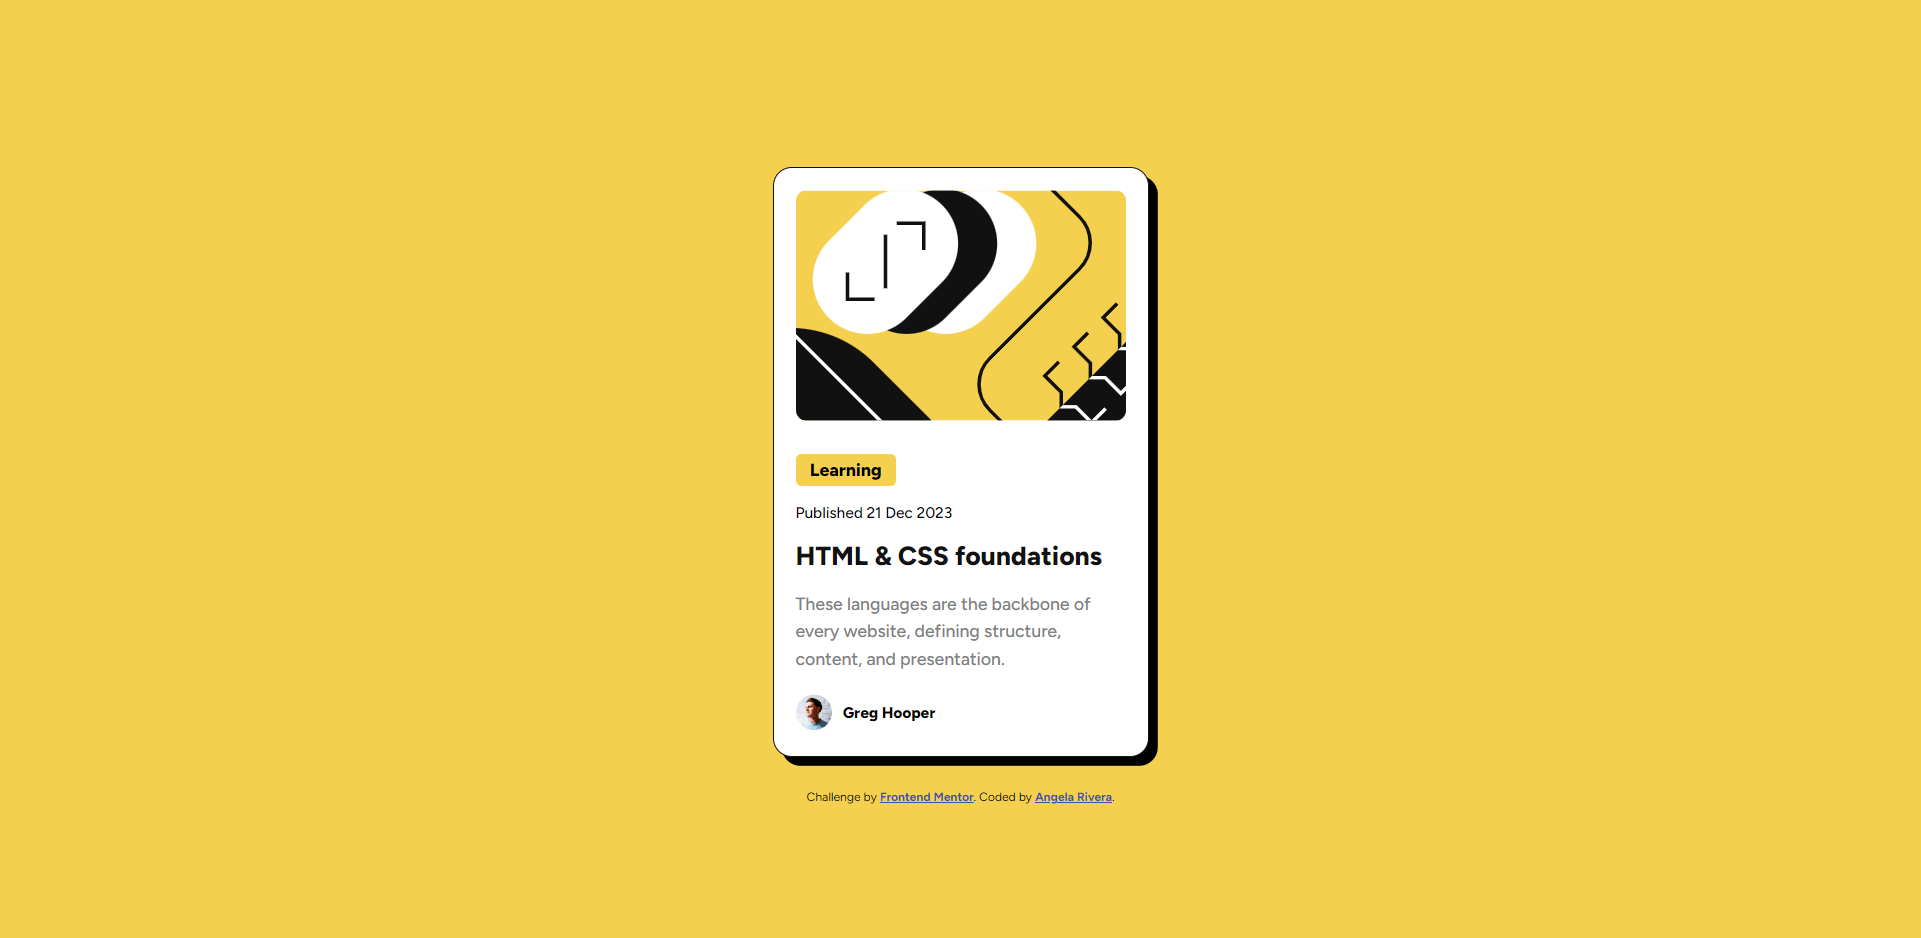 Learning
Published 21 Dec 2023
HTML & CSS foundations
These languages are the backbone of
every website, defining structure,
content, and presentation.
Greg Hooper
Challenge by Frontend Mentor. Coded by Angela Rivera.